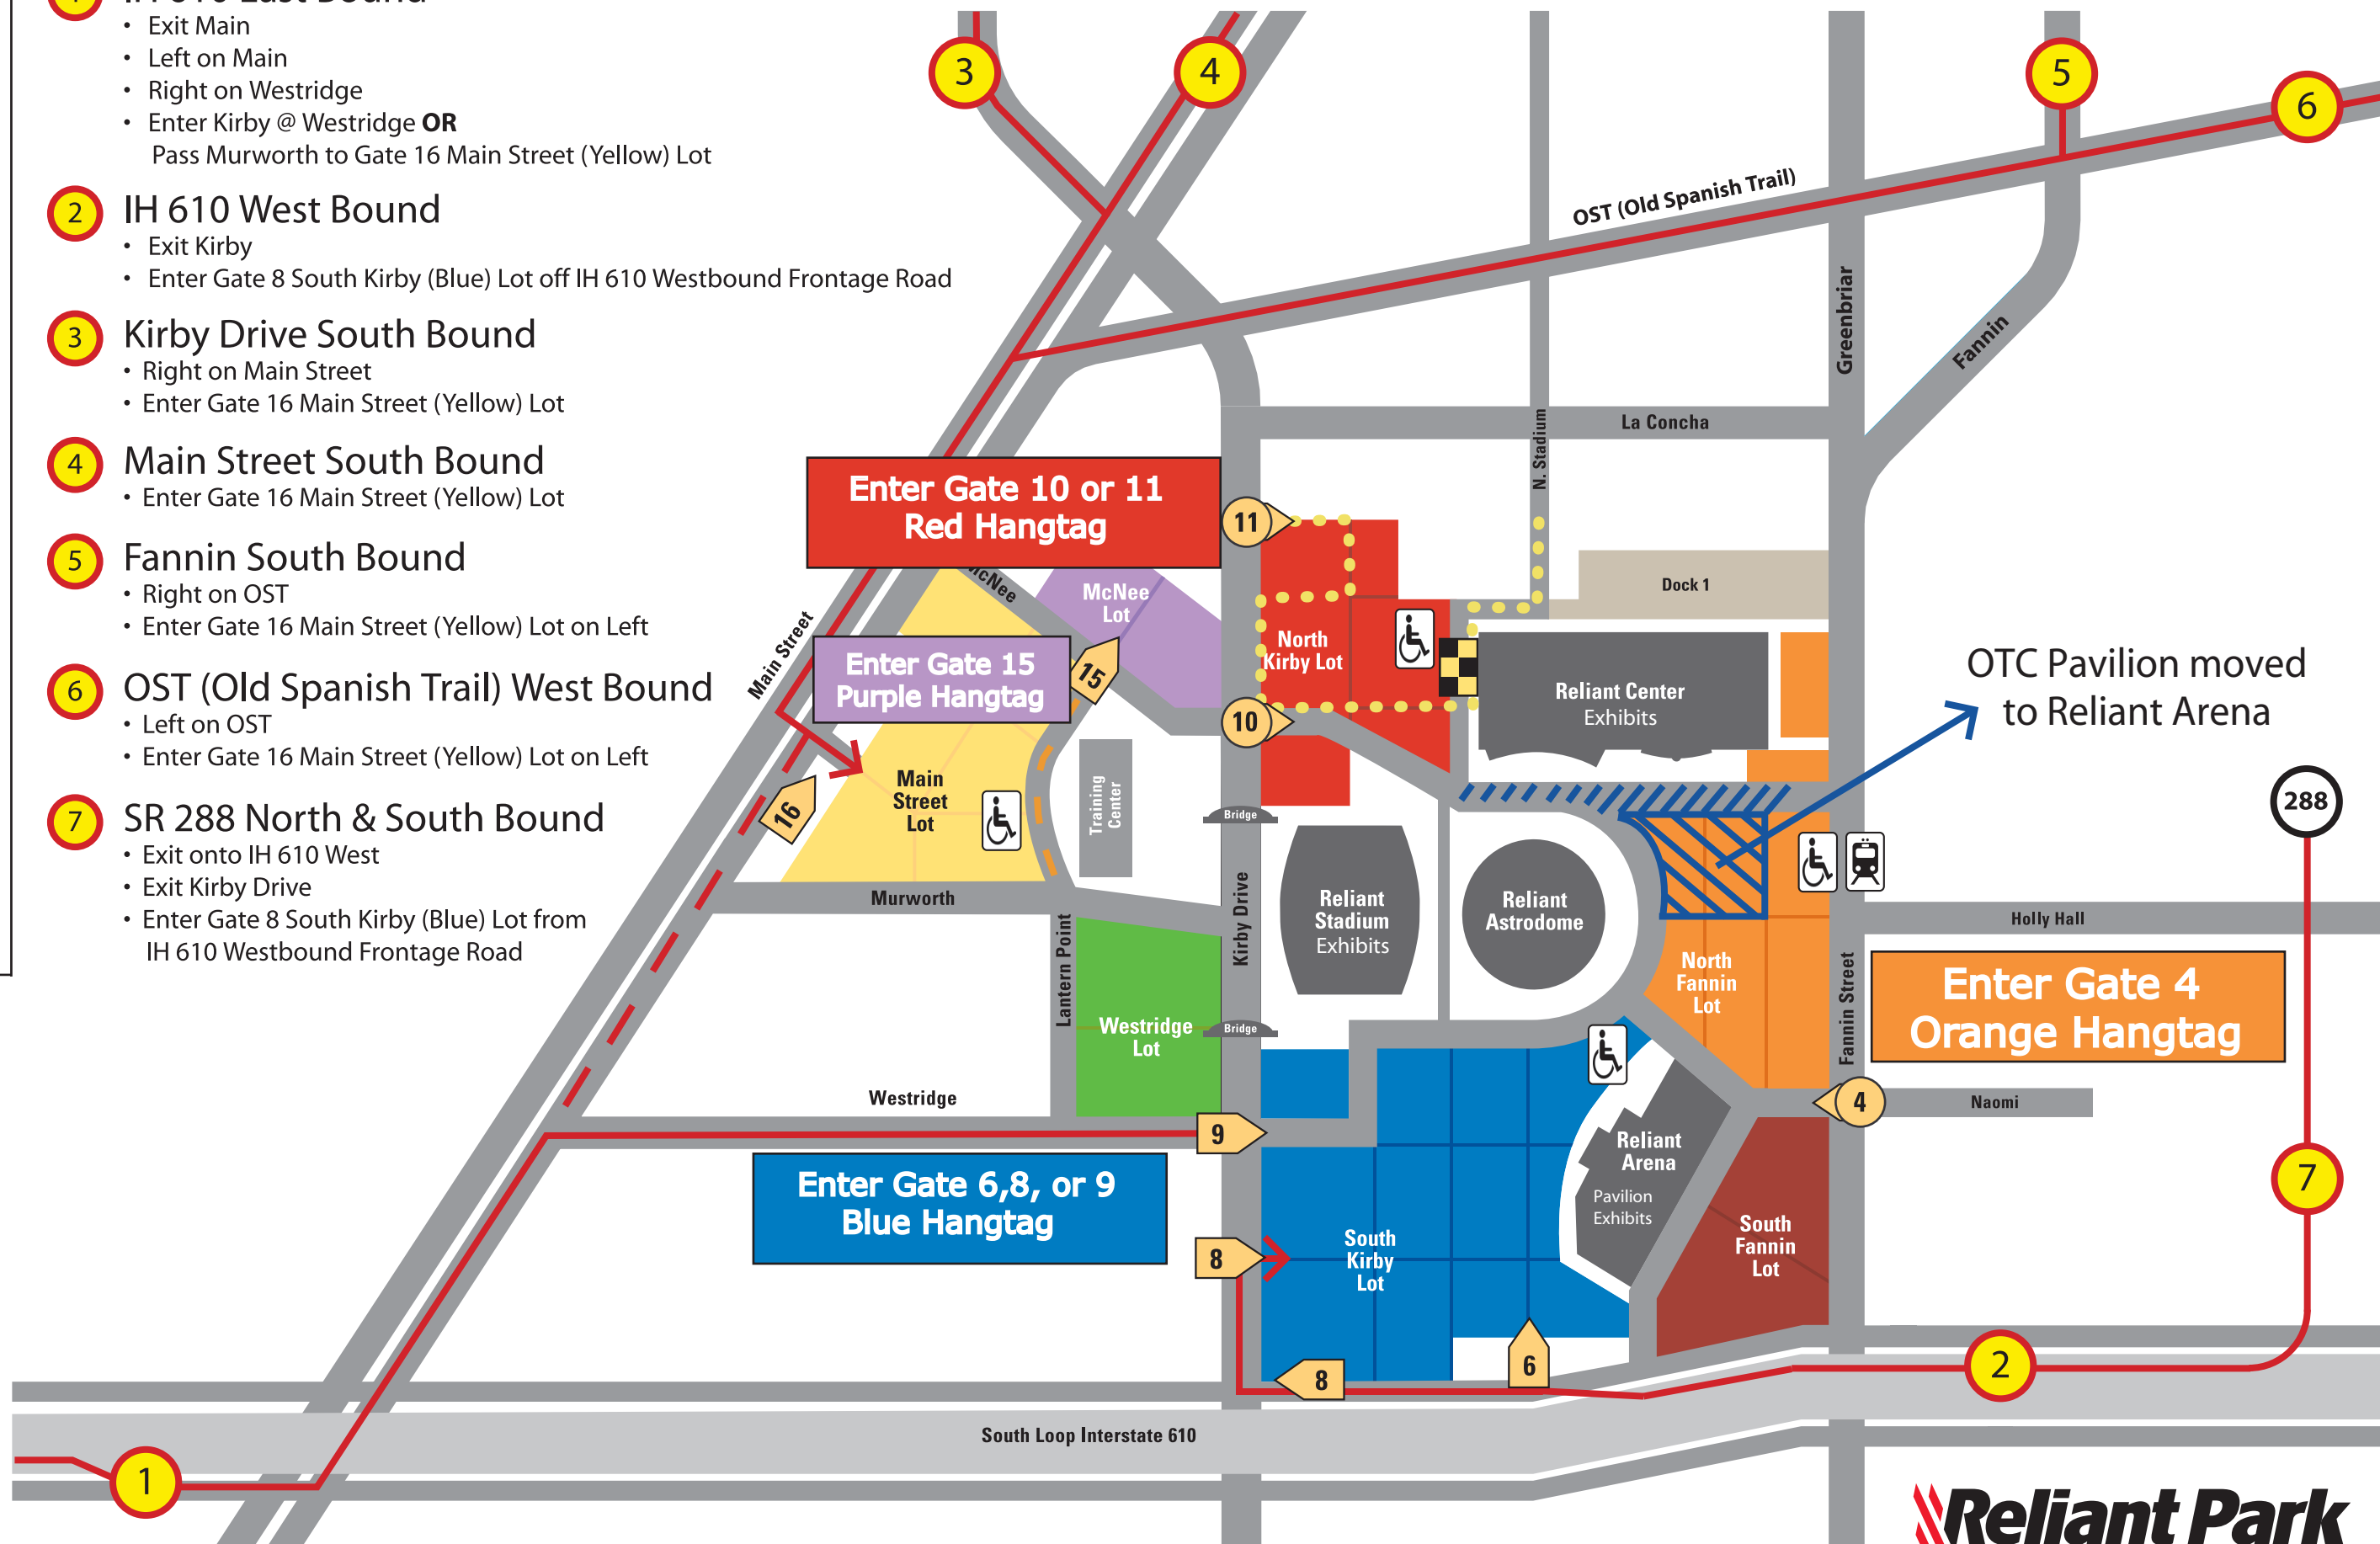 1
IH 610 East Bound
• Exit Main
• Left on Main
• Right on Westridge
• Enter Kirby @ Westridge OR
Pass Murworth to Gate 16 Main Street (Yellow) Lot
2
IH 610 West Bound
• Exit Kirby
• Enter Gate 8 South Kirby (Blue) Lot off IH 610 Westbound Frontage Road
3
Kirby Drive South Bound
• Right on Main Street
• Enter Gate 16 Main Street (Yellow) Lot
4
Main Street South Bound
• Enter Gate 16 Main Street (Yellow) Lot
5
Fannin South Bound
• Right on OST
• Enter Gate 16 Main Street (Yellow) Lot on Left
6
OST (Old Spanish Trail) West Bound
• Left on OST
• Enter Gate 16 Main Street (Yellow) Lot on Left
7
SR 288 North & South Bound
• Exit onto IH 610 West
• Exit Kirby Drive
• Enter Gate 8 South Kirby (Blue) Lot from
IH 610 Westbound Frontage Road
3
4
5
6
OST (Old Spanish Trail)
Greenbriar
Fannin
La Concha
N. Stadium
Enter Gate 10 or 11
Red Hangtag
11
McNee
McNee
Lot
Dock 1
Main Street
Enter Gate 15
Purple Hangtag
15
North
Kirby Lot
10
Reliant Center
Exhibits
OTC Pavilion moved
to Reliant Arena
Main
Street
Lot
16
Training
Center
Bridge
288
Murworth
Kirby Drive
Reliant
Stadium
Exhibits
Reliant
Astrodome
Holly Hall
Lantern Point
North
Fannin
Lot
Fannin Street
Enter Gate 4
Orange Hangtag
Westridge
Lot
Bridge
Westridge
4
Naomi
9
Reliant
Arena
Pavilion
Exhibits
Enter Gate 6,8, or 9
Blue Hangtag
7
8
South
Kirby
Lot
South
Fannin
Lot
8
6
2
South Loop Interstate 610
1
Reliant Park